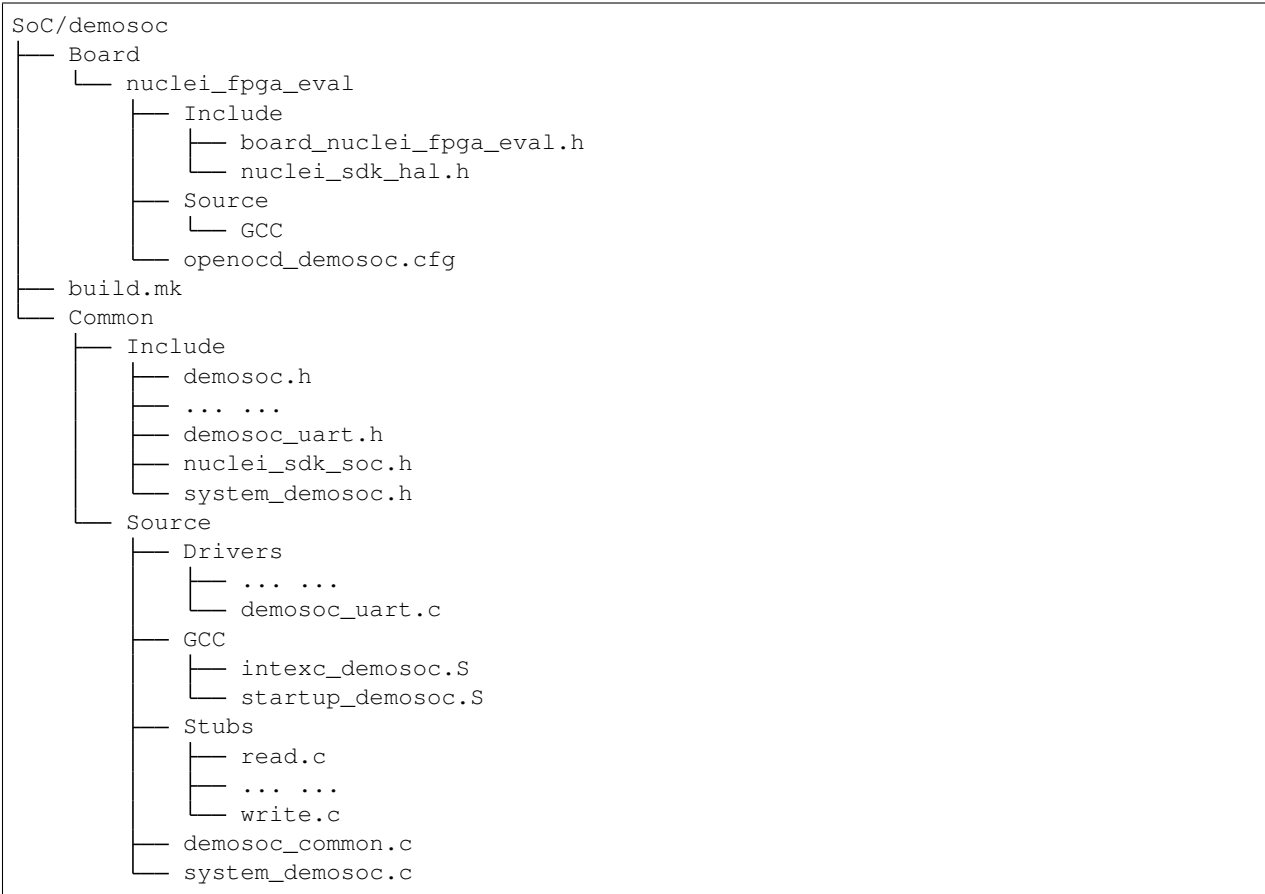 SoC/demosoc
├── Board
│   └── nuclei_fpga_eval
│       ├── Include
│       │   ├── board_nuclei_fpga_eval.h
│       │   └── nuclei_sdk_hal.h
│       ├── Source
│       │   └── GCC
│       └── openocd_demosoc.cfg
├── build.mk
└── Common
    ├── Include
    │   ├── demosoc.h
    │   ├── ... ...
    │   ├── demosoc_uart.h
    │   ├── nuclei_sdk_soc.h
    │   └── system_demosoc.h
    └── Source
        ├── Drivers
        │   ├── ... ...
        │   └── demosoc_uart.c
        ├── GCC
        │   ├── intexc_demosoc.S
        │   └── startup_demosoc.S
        ├── Stubs
        │   ├── read.c
        │   ├── ... ...
        │   └── write.c
        ├── demosoc_common.c
        └── system_demosoc.c